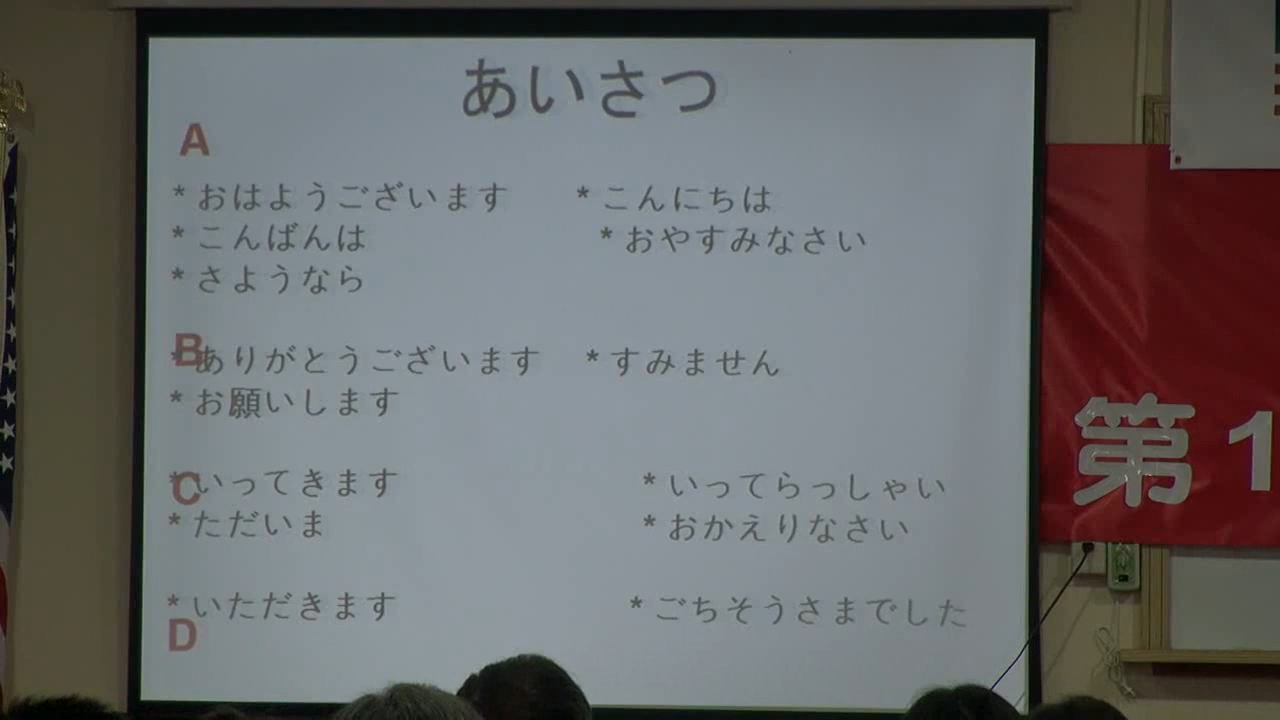 あいさつ
A
* おはようございます * こんにちは
* こんばんは * おやすみなさい
* さようなら
B
* ありがとうございます * すみません
* お願いします
C
* いってきます * いってらっしゃい
* ただいま * おかえりなさい
* いただきます * ごちそうさまでした
D
第1